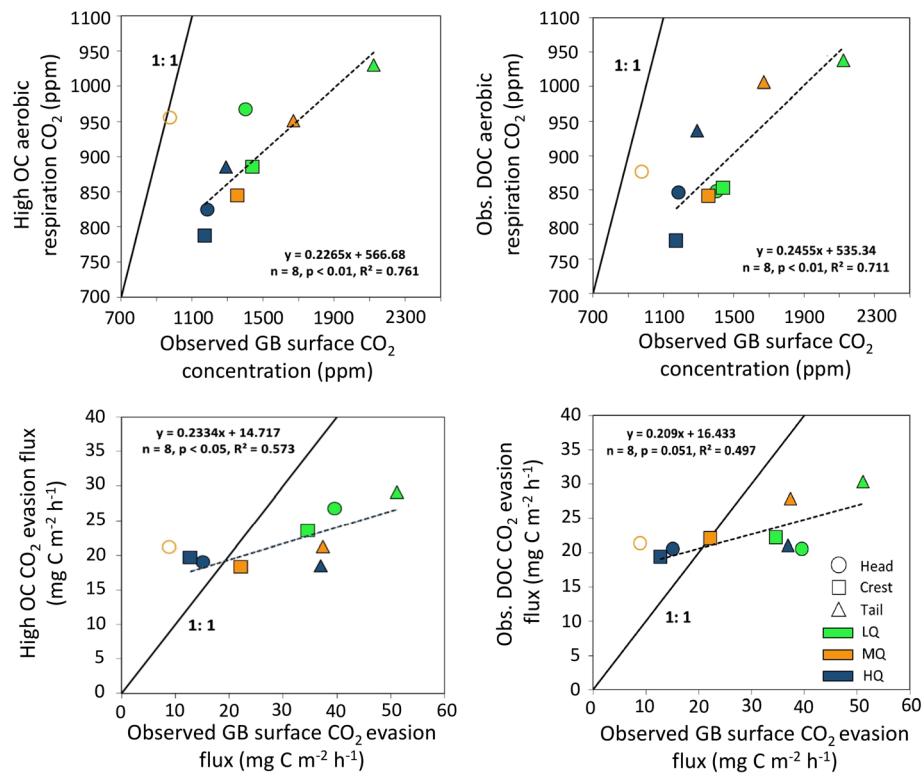 1100
1050
1000
950
900
850
800
750
700
High OC aerobic
respiration CO2 (ppm)
1: 1
y = 0.2265x + 566.68
n = 8, p < 0.01, R² = 0.761
700 1100 1500 1900 2300
Observed GB surface CO2
concentration (ppm)
1100
1050
1000
950
900
850
800
750
700
Obs. DOC aerobic
respiration CO2 (ppm)
1: 1
y = 0.2455x + 535.34
n = 8, p < 0.01, R² = 0.711
700 1100 1500 1900 2300
Observed GB surface CO2
concentration (ppm)
40
35
30
25
20
15
10
5
0
High OC CO2 evasion flux
(mg C m-2 h-1)
y = 0.2334x + 14.717
n = 8, p < 0.05, R² = 0.573
1: 1
0 10 20 30 40 50 60
Observed GB surface CO2 evasion
flux (mg C m-2 h-1)
40
35
30
25
20
15
10
5
0
Obs. DOC CO2 evasion
flux (mg C m-2 h-1)
y = 0.209x + 16.433
n = 8, p = 0.051, R² = 0.497
1: 1
Head
Crest
Tail
LQ
MQ
HQ
0 10 20 30 40 50 60
Observed GB surface CO2 evasion
flux (mg C m-2 h-1)